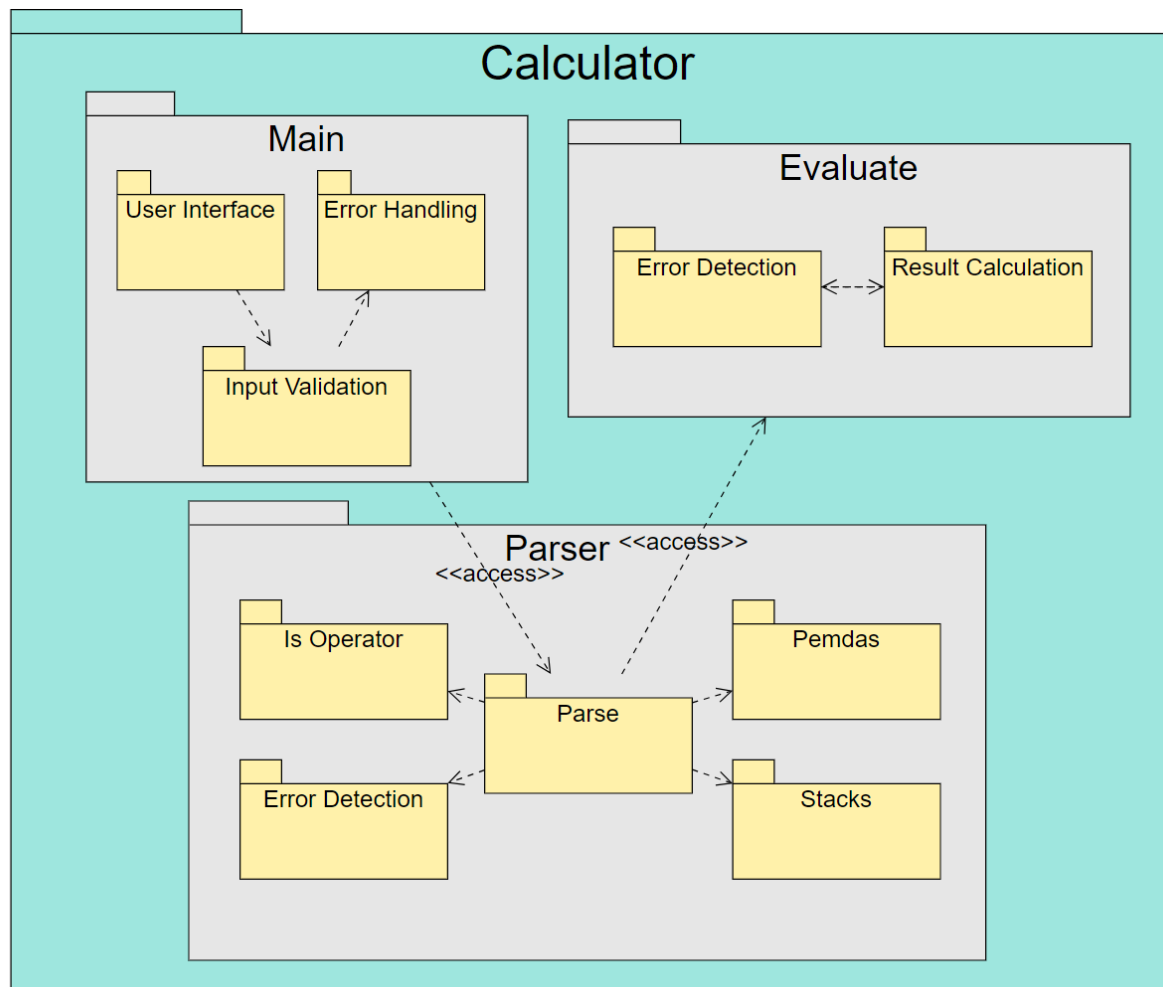 Calculator
Main
User Interface
Error Handling
Input Validation
Evaluate
Error Detection
Result Calculation
<<access>>
<<access>>
Parser
Is Operator
Pemdas
Parse
Error Detection
Stacks